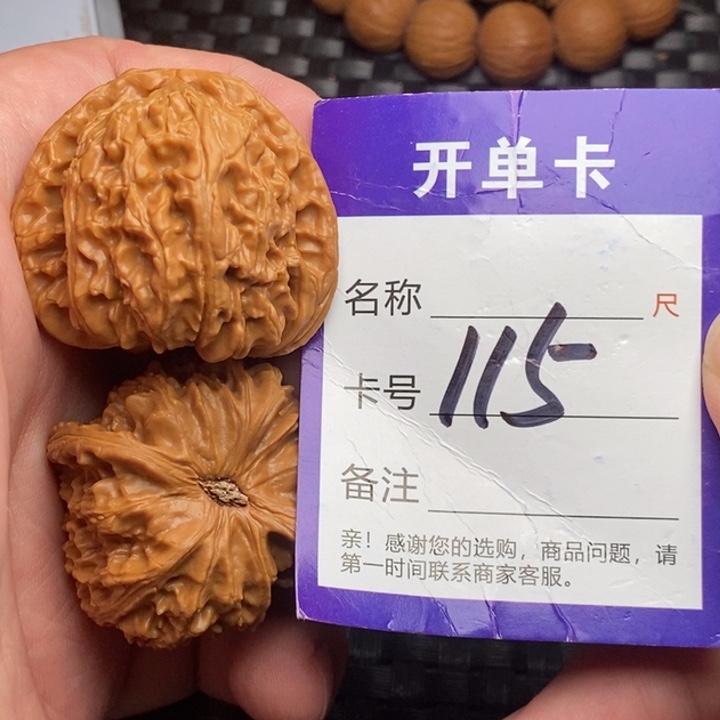 开单卡
名称 尺
卡号 115
备注
亲！感谢您的选购，商品问题，请
第一时间联系商家客服。